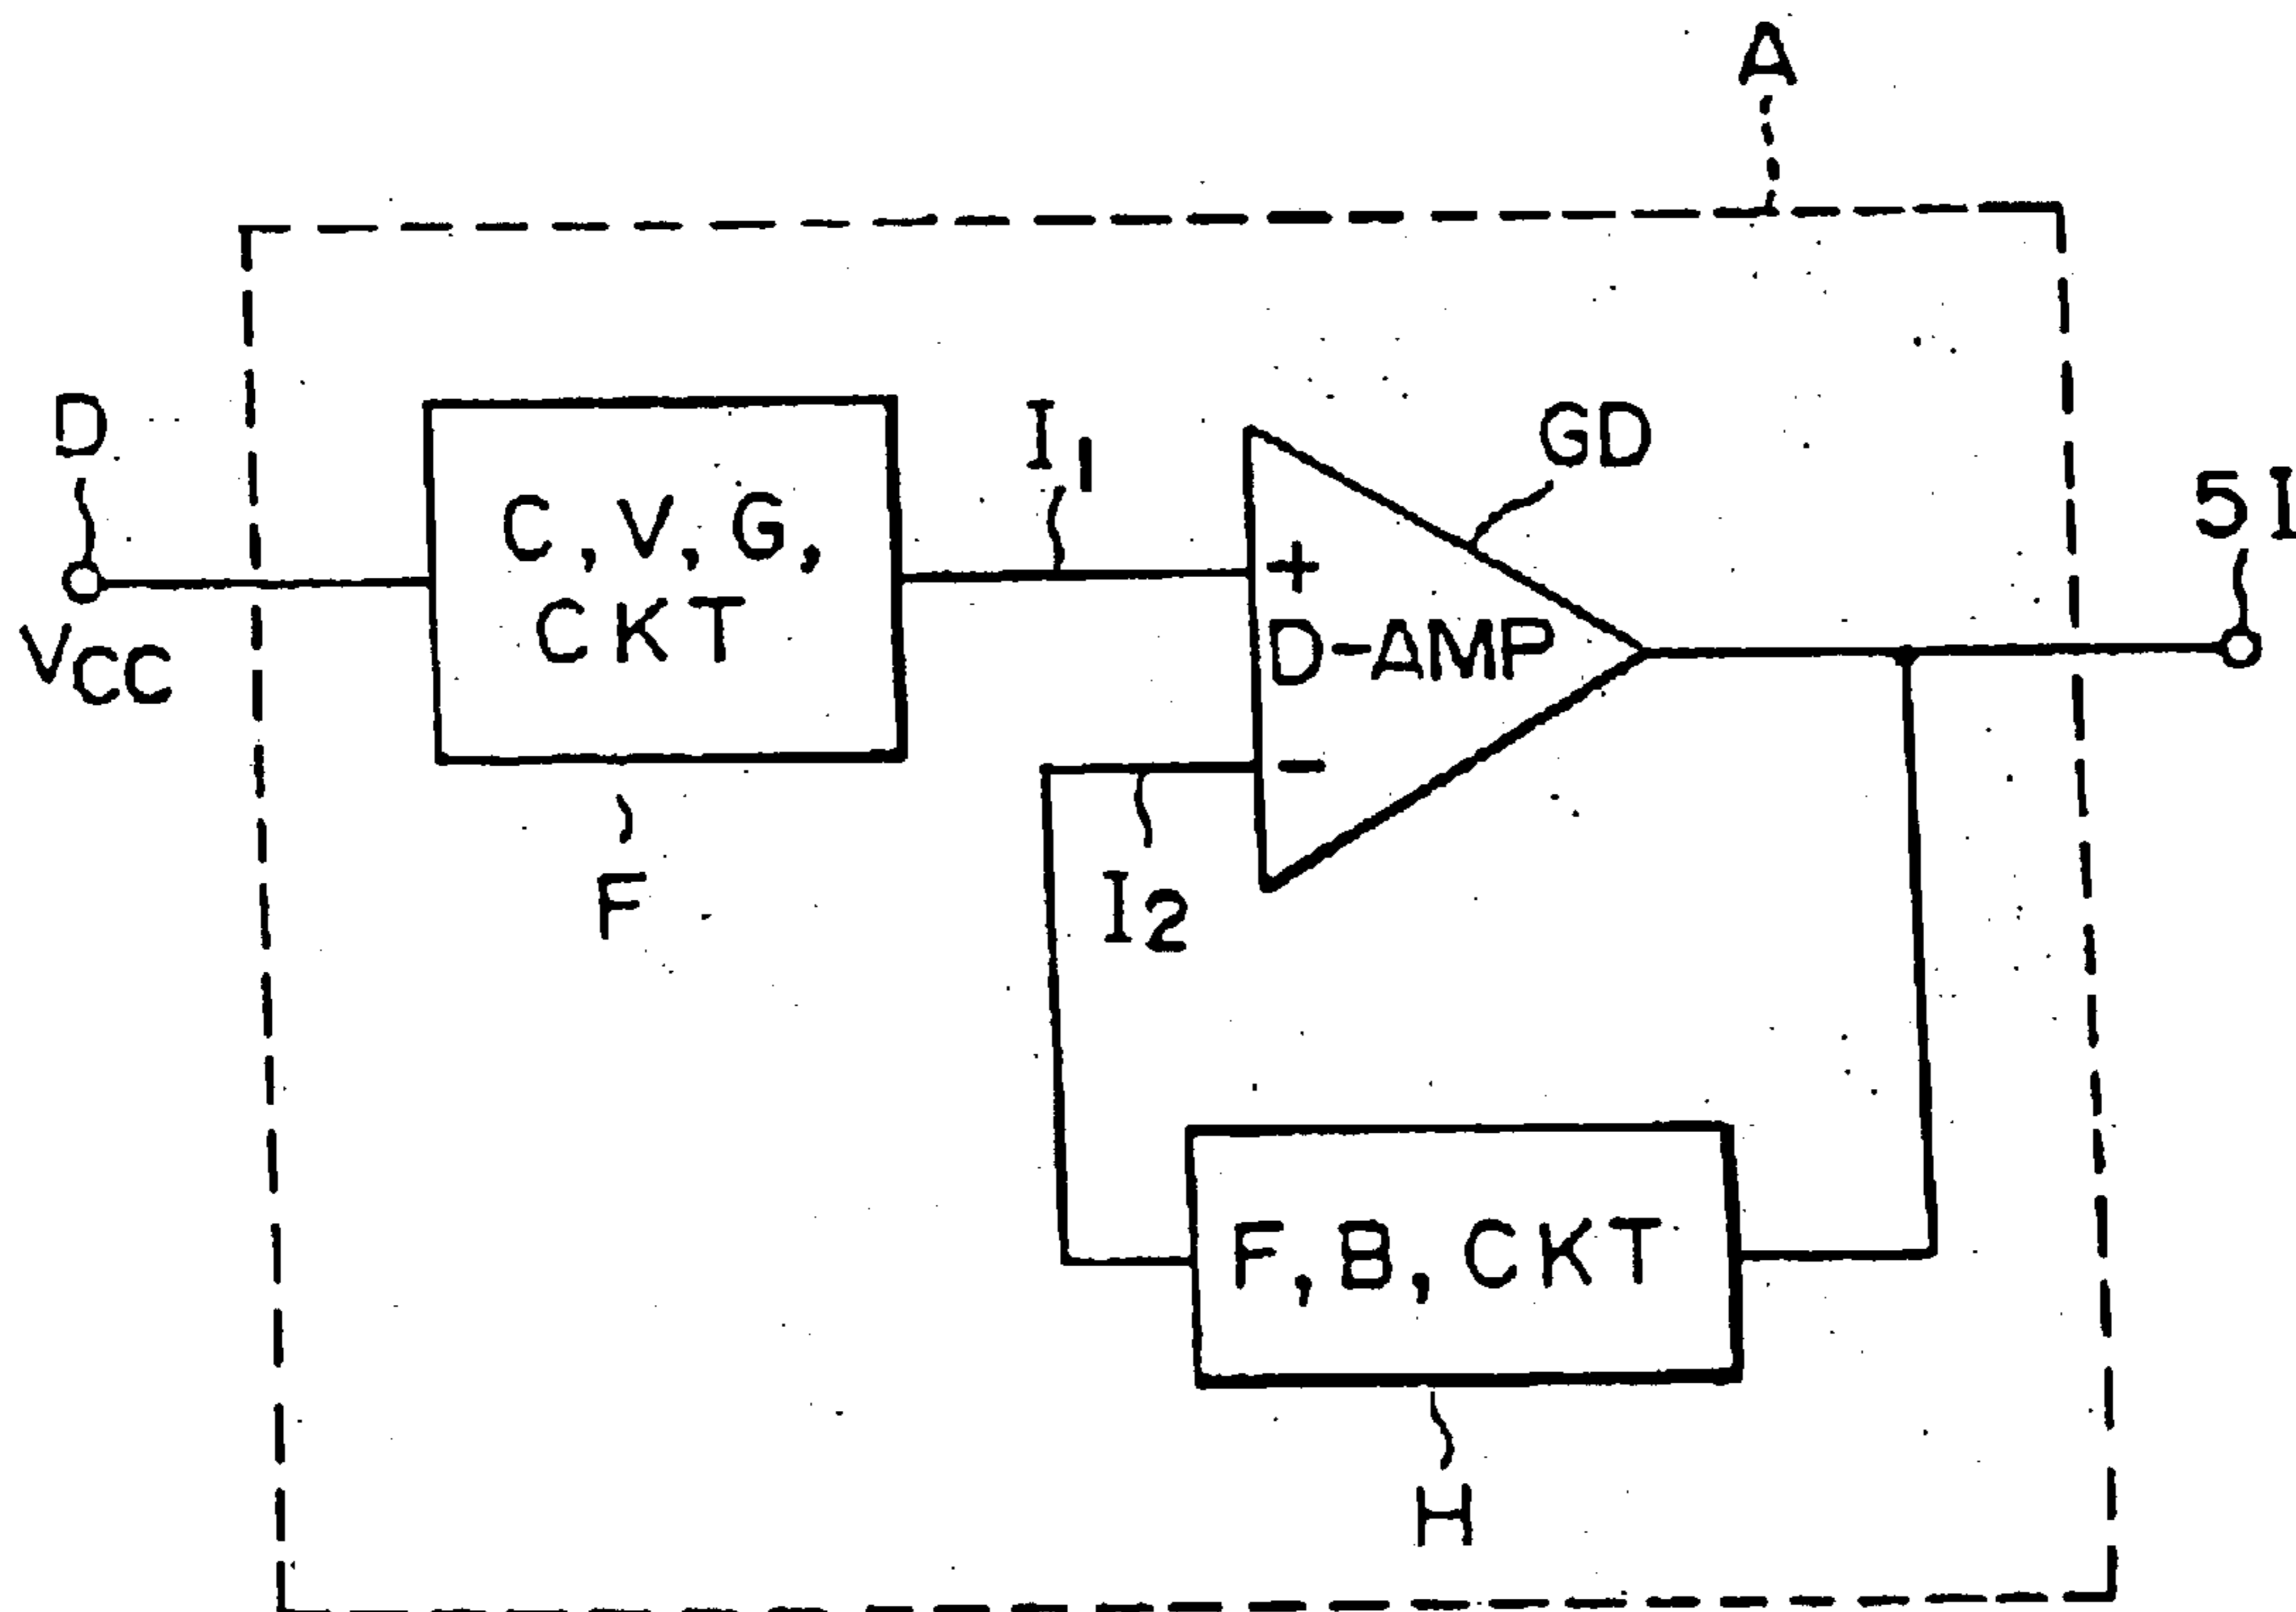 A
D
VCC
C,V,G,
CKT
I1
GD
+
D-AMP
-
5I
F
I2
F,B,CKT
H